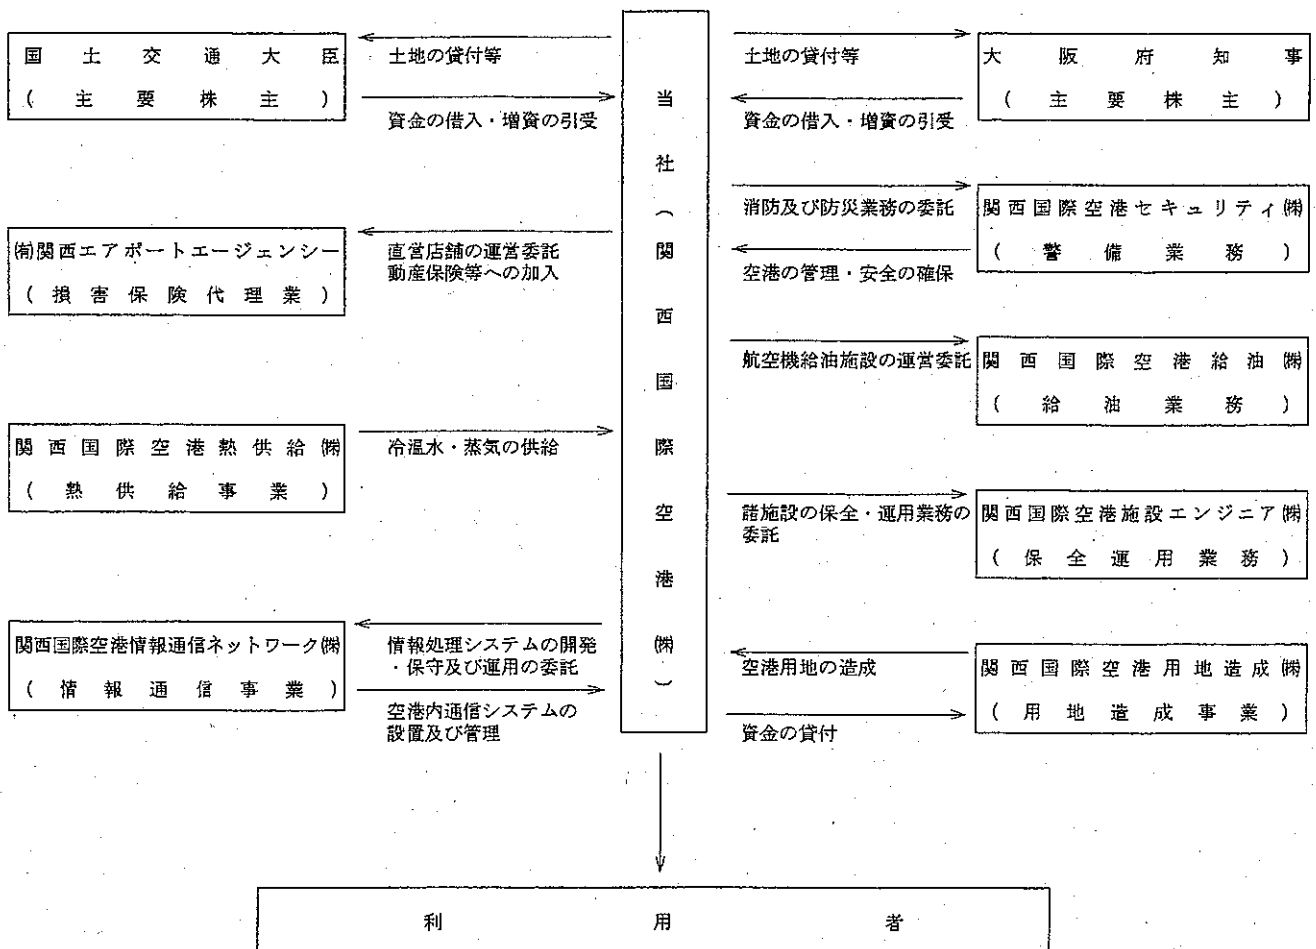 国土交通大臣
(主要株主)
土地の貸付等
資金の借入・増資の引受
㈲関西エアポートエージェンシー
(損害保険代理業)
直営店舗の運営委託
動産保険等への加入
関西国際空港熱供給㈱
(熱供給事業)
冷温水・蒸気の供給
関西国際空港情報通信ネットワーク㈱
(情報通信事業)
情報処理システムの開発
・保守及び運用の委託
空港内通信システムの
設置及び管理
当社(関西国際空港㈱)
土地の貸付等
資金の借入・増資の引受
大阪府知事
(主要株主)
消防及び防災業務の委託
空港の管理・安全の確保
関西国際空港セキュリティ㈱
(警備業務)
航空機給油施設の運営委託
関西国際空港給油㈱
(給油業務)
諸施設の保全・運用業務の
委託
関西国際空港施設エンジニア㈱
(保全運用業務)
空港用地の造成
資金の貸付
関西国際空港用地造成㈱
(用地造成事業)
利用者